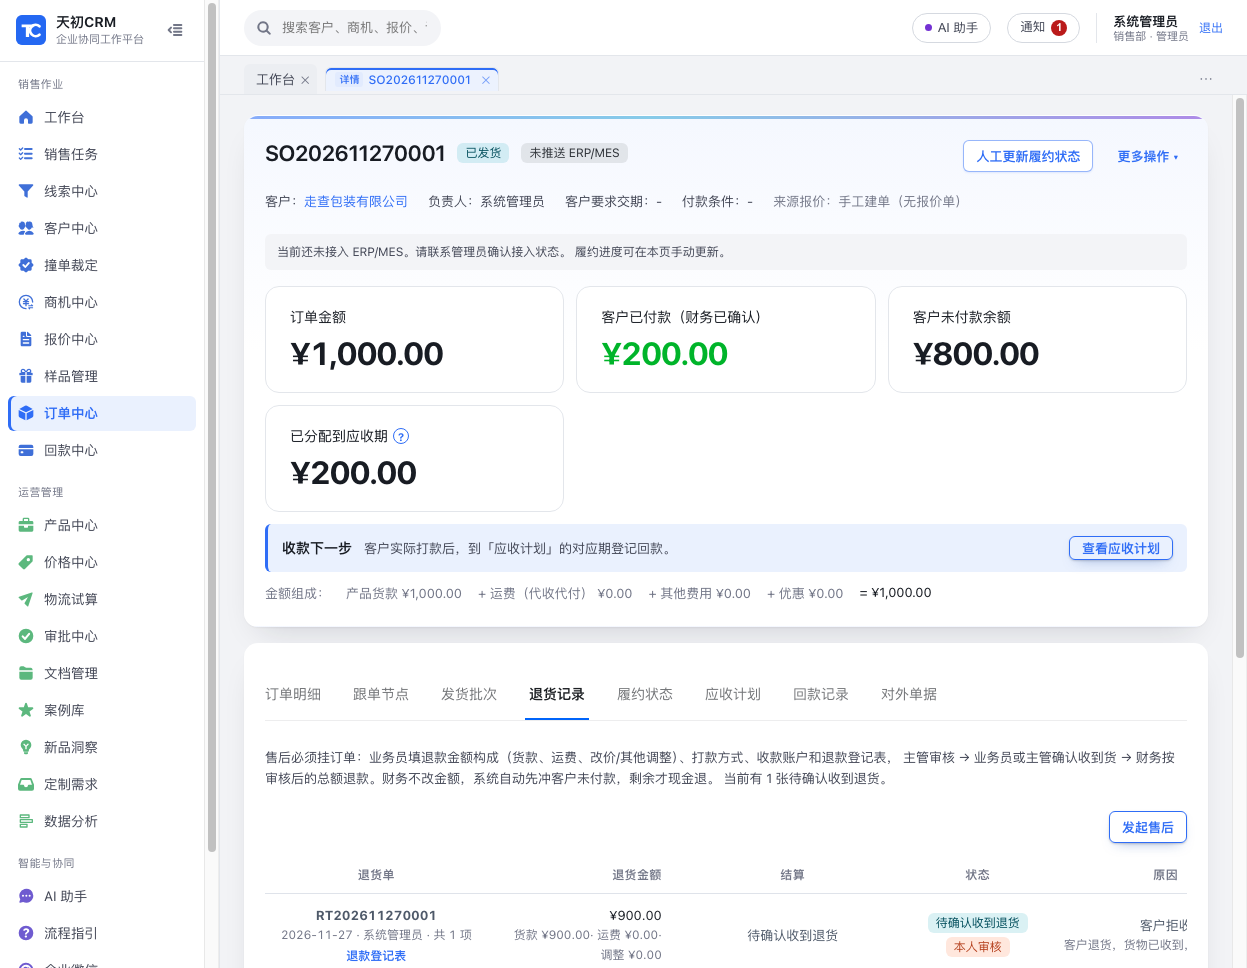 天初CRM
企业协同工作平台
搜索客户、商机、报价、
AI 助手
通知 1
系统管理员
销售部 · 管理员
退出
工作台
详情 SO202611270001
销售作业
工作台
销售任务
线索中心
客户中心
撞单裁定
商机中心
报价中心
样品管理
订单中心
回款中心
运营管理
产品中心
价格中心
物流试算
审批中心
文档管理
案例库
新品洞察
定制需求
数据分析
智能与协同
AI 助手
流程指引
SO202611270001 已发货 未推送 ERP/MES
人工更新履约状态 更多操作
客户：走查包装有限公司 负责人：系统管理员 客户要求交期：- 付款条件：- 来源报价：手工建单（无报价单）
当前还未接入 ERP/MES。请联系管理员确认接入状态。 履约进度可在本页手动更新。
订单金额
¥1,000.00
客户已付款（财务已确认）
¥200.00
客户未付款余额
¥800.00
已分配到应收期 ?
¥200.00
收款下一步 客户实际打款后，到「应收计划」的对应期登记回款。 查看应收计划
金额组成： 产品货款 ¥1,000.00 + 运费（代收代付） ¥0.00 + 其他费用 ¥0.00 + 优惠 ¥0.00 = ¥1,000.00
订单明细 跟单节点 发货批次 退货记录 履约状态 应收计划 回款记录 对外单据
售后必须挂订单：业务员填退款金额构成（货款、运费、改价/其他调整）、打款方式、收款账户和退款登记表， 主管审核 → 业务员或主管确认收到货 → 财务按
审核后的总额退款。财务不改金额，系统自动先冲客户未付款，剩余才现金退。 当前有 1 张待确认收到退货。
发起售后
退货单 退货金额 结算 状态 原因
RT202611270001
2026-11-27 · 系统管理员 · 共 1 项
退款登记表
¥900.00
货款 ¥900.00· 运费 ¥0.00·
调整 ¥0.00
待确认收到退货
待确认收到退货
本人审核
客户拒收
客户退货，货物已收到，